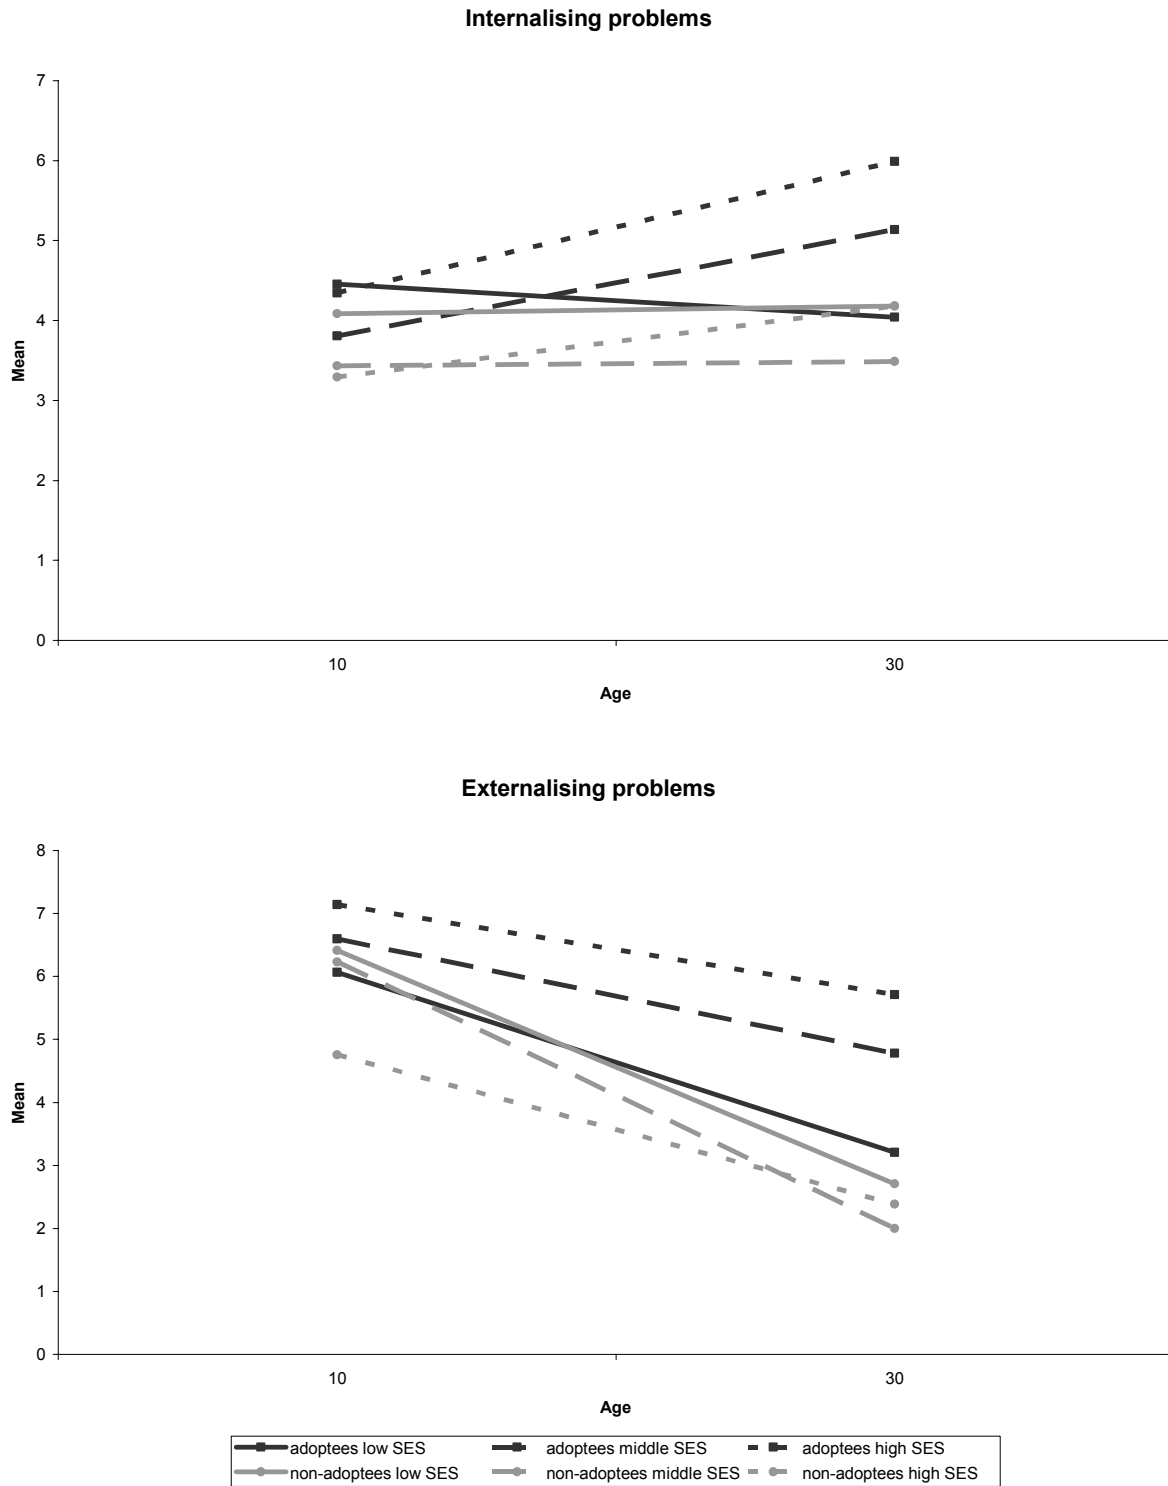 Internalising problems
7
6
5
4
3
2
1
0
Mean
10 30
Age
Externalising problems
8
7
6
5
4
3
2
1
0
Mean
10 30
Age
adoptees low SES adoptees middle SES adoptees high SES
non-adoptees low SES non-adoptees middle SES non-adoptees high SES